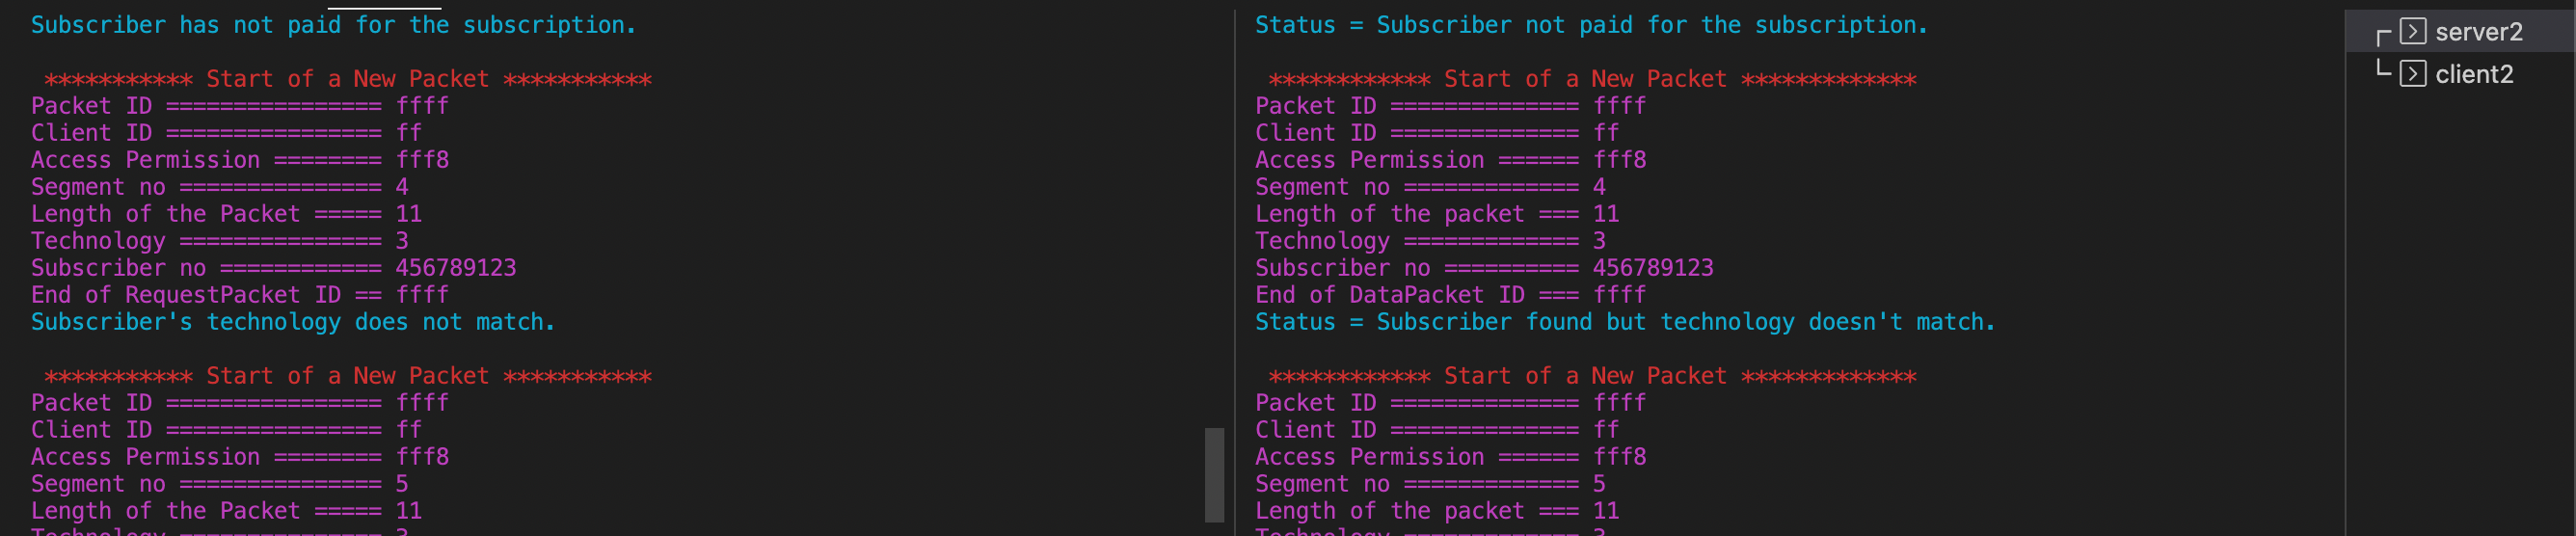 Subscriber has not paid for the subscription.
*********** Start of a New Packet ***********
Packet ID ================ ffff
Client ID ================ ff
Access Permission ======== fff8
Segment no =============== 4
Length of the Packet ===== 11
Technology =============== 3
Subscriber no ============ 456789123
End of RequestPacket ID == ffff
Subscriber's technology does not match.
*********** Start of a New Packet ***********
Packet ID ================ ffff
Client ID ================ ff
Access Permission ======== fff8
Segment no =============== 5
Length of the Packet ===== 11
Technology =============== 3
Status = Subscriber not paid for the subscription.
************ Start of a New Packet *************
Packet ID ============== ffff
Client ID ============== ff
Access Permission ====== fff8
Segment no ============= 4
Length of the packet === 11
Technology ============= 3
Subscriber no ========== 456789123
End of DataPacket ID === ffff
Status = Subscriber found but technology doesn't match.
************ Start of a New Packet *************
Packet ID ============== ffff
Client ID ============== ff
Access Permission ====== fff8
Segment no ============= 5
Length of the packet === 11
Technology ============= 3
server2
client2